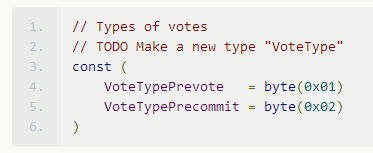 1. // Types of votes
2. // TODO Make a new type "VoteType"
3. const (
4.     VoteTypePrevote   = byte(0x01)
5.     VoteTypePrecommit = byte(0x02)
6. )